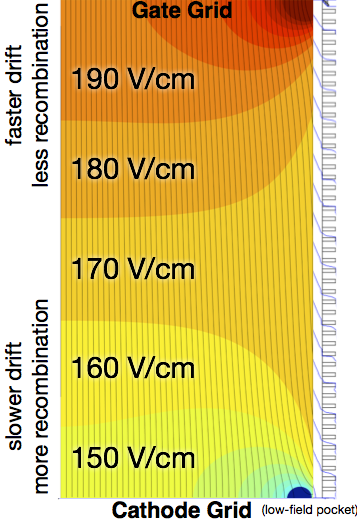 Gate Grid
faster drift
less recombination
190 V/cm
180 V/cm
170 V/cm
160 V/cm
slower drift
more recombination
150 V/cm
Cathode Grid (low-field pocket)